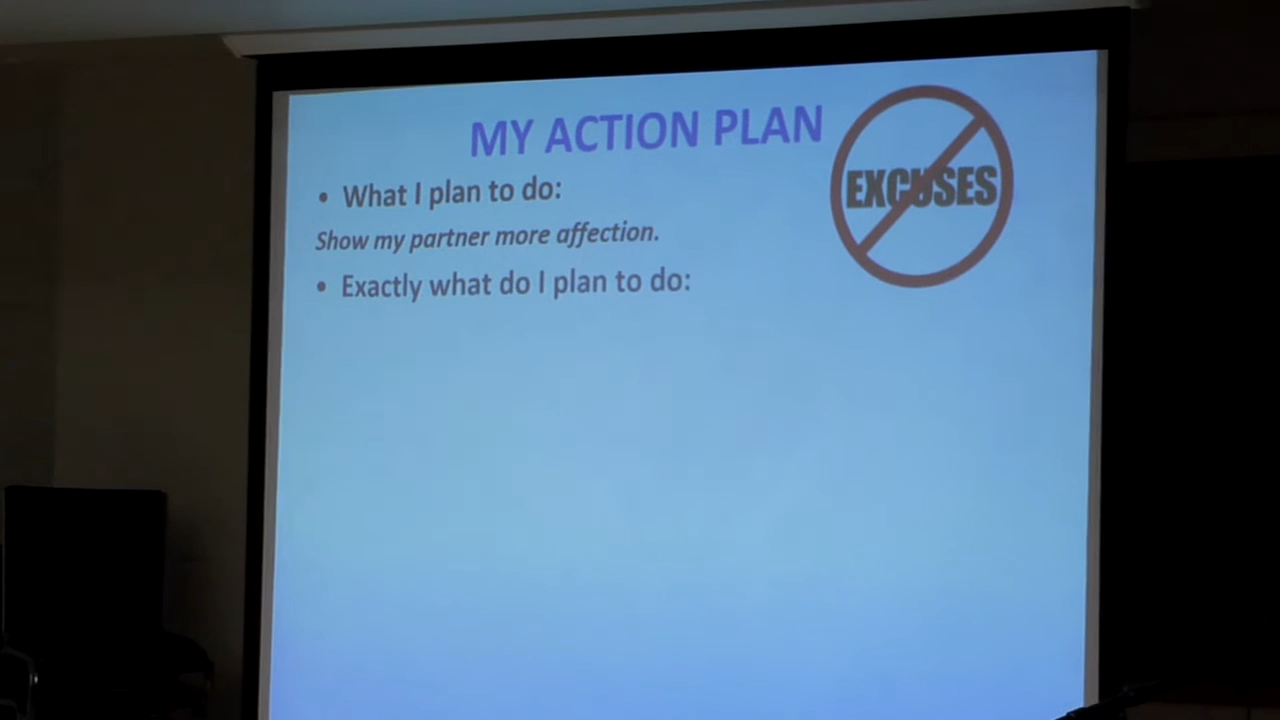 MY ACTION PLAN
EXCUSES
• What I plan to do:
Show my partner more affection.
• Exactly what do I plan to do: